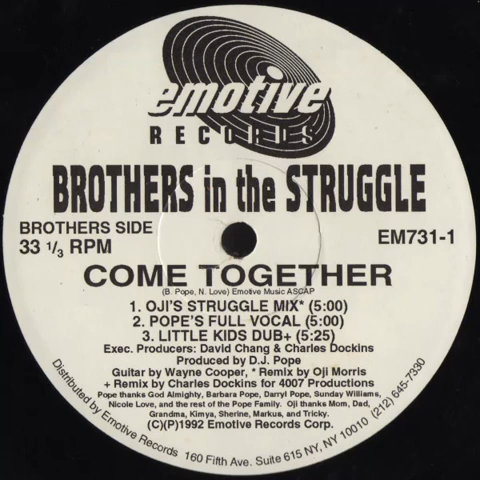 emotive
RECORDS
BROTHERS in the STRUGGLE
BROTHERS SIDE
33 1/3 RPM
EM731-1
COME TOGETHER
(B. Pope, N. Love) Emotive Music ASCAP
1. OJI'S STRUGGLE MIX* (5:00)
2. POPE'S FULL VOCAL (5:00)
3. LITTLE KIDS DUB+ (5:25)
Exec. Producers: David Chang & Charles Dockins
Produced by D.J. Pope
Guitar by Wayne Cooper, * Remix by Oji Morris
+ Remix by Charles Dockins for 4007 Productions
Pope thanks God Almighty, Barbara Pope, Darryl Pope, Sunday Williams,
Nicole Love, and the rest of the Pope Family. Oji thanks Mom, Dad,
Grandma, Kimya, Sherine, Markus, and Tricky.
(C)(P)1992 Emotive Records Corp.
Distributed by Emotive Records 160 Fifth Ave. Suite 615 NY, NY 10010 (212) 645-7330